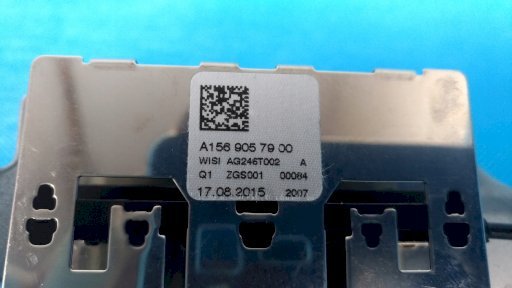 A156 905 79 00
WISI AG246T002 A
Q1 ZGS001 00084
17.08.2015 2007